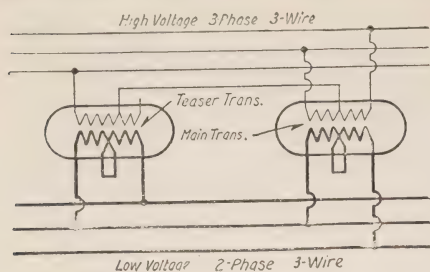 High Voltage 3 Phase 3-Wire
Teaser Trans.
Main Trans.
Low Voltage 2-Phase 3-Wire